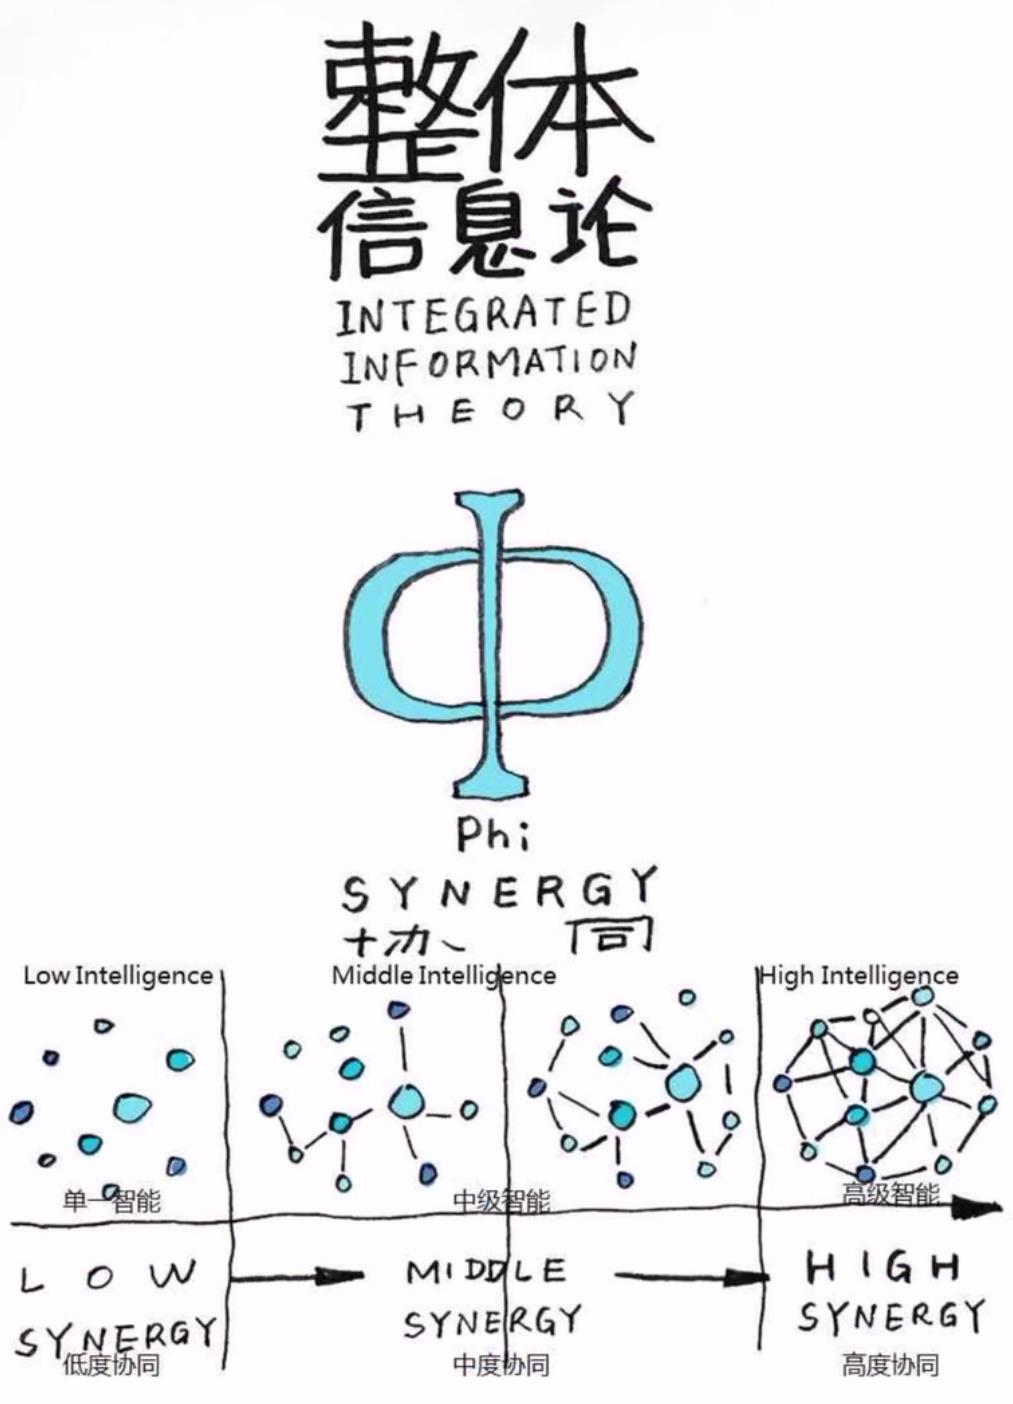 整体
信息论
INTEGRATED
INFORMATION
THEORY
Phi
SYNERGY
协同
Low Intelligence Middle Intelligence High Intelligence
单一智能 中级智能 高级智能
LOW MIDDLE HIGH
SYNERGY SYNERGY SYNERGY
低度协同 中度协同 高度协同